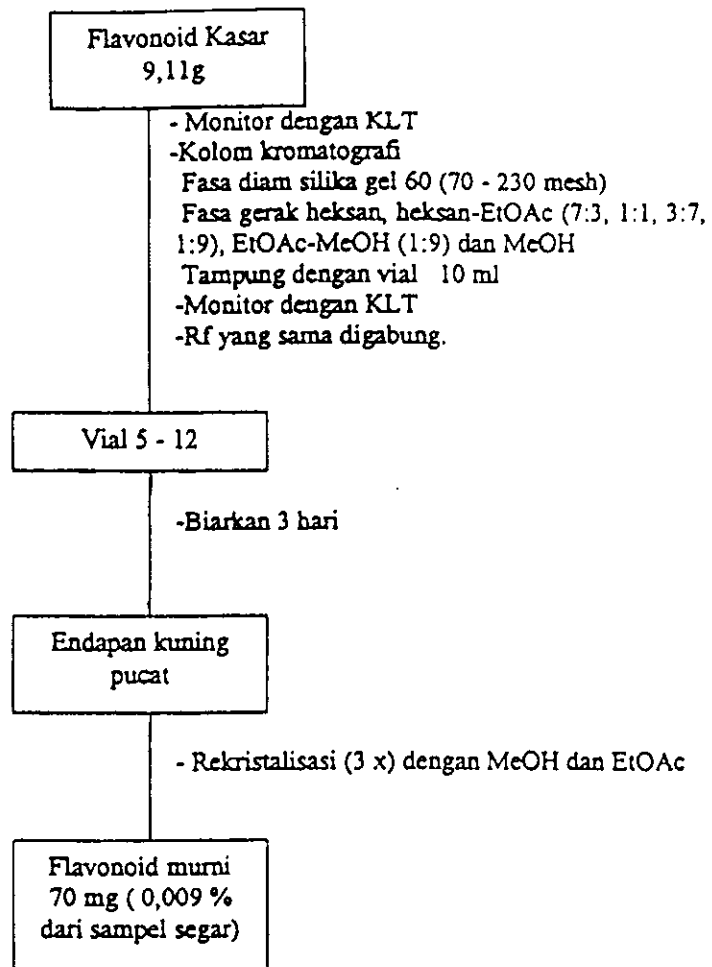 Flavonoid Kasar
9,11g
- Monitor dengan KLT
-Kolom kromatografi
Fasa diam silika gel 60 (70 - 230 mesh)
Fasa gerak heksan, heksan-EtOAc (7:3, 1:1, 3:7,
1:9), EtOAc-MeOH (1:9) dan MeOH
Tampung dengan vial 10 ml
-Monitor dengan KLT
-Rf yang sama digabung.
Vial 5 - 12
-Biarkan 3 hari
Endapan kuning
pucat
- Rekristalisasi (3 x) dengan MeOH dan EtOAc
Flavonoid murni
70 mg ( 0,009 %
dari sampel segar)